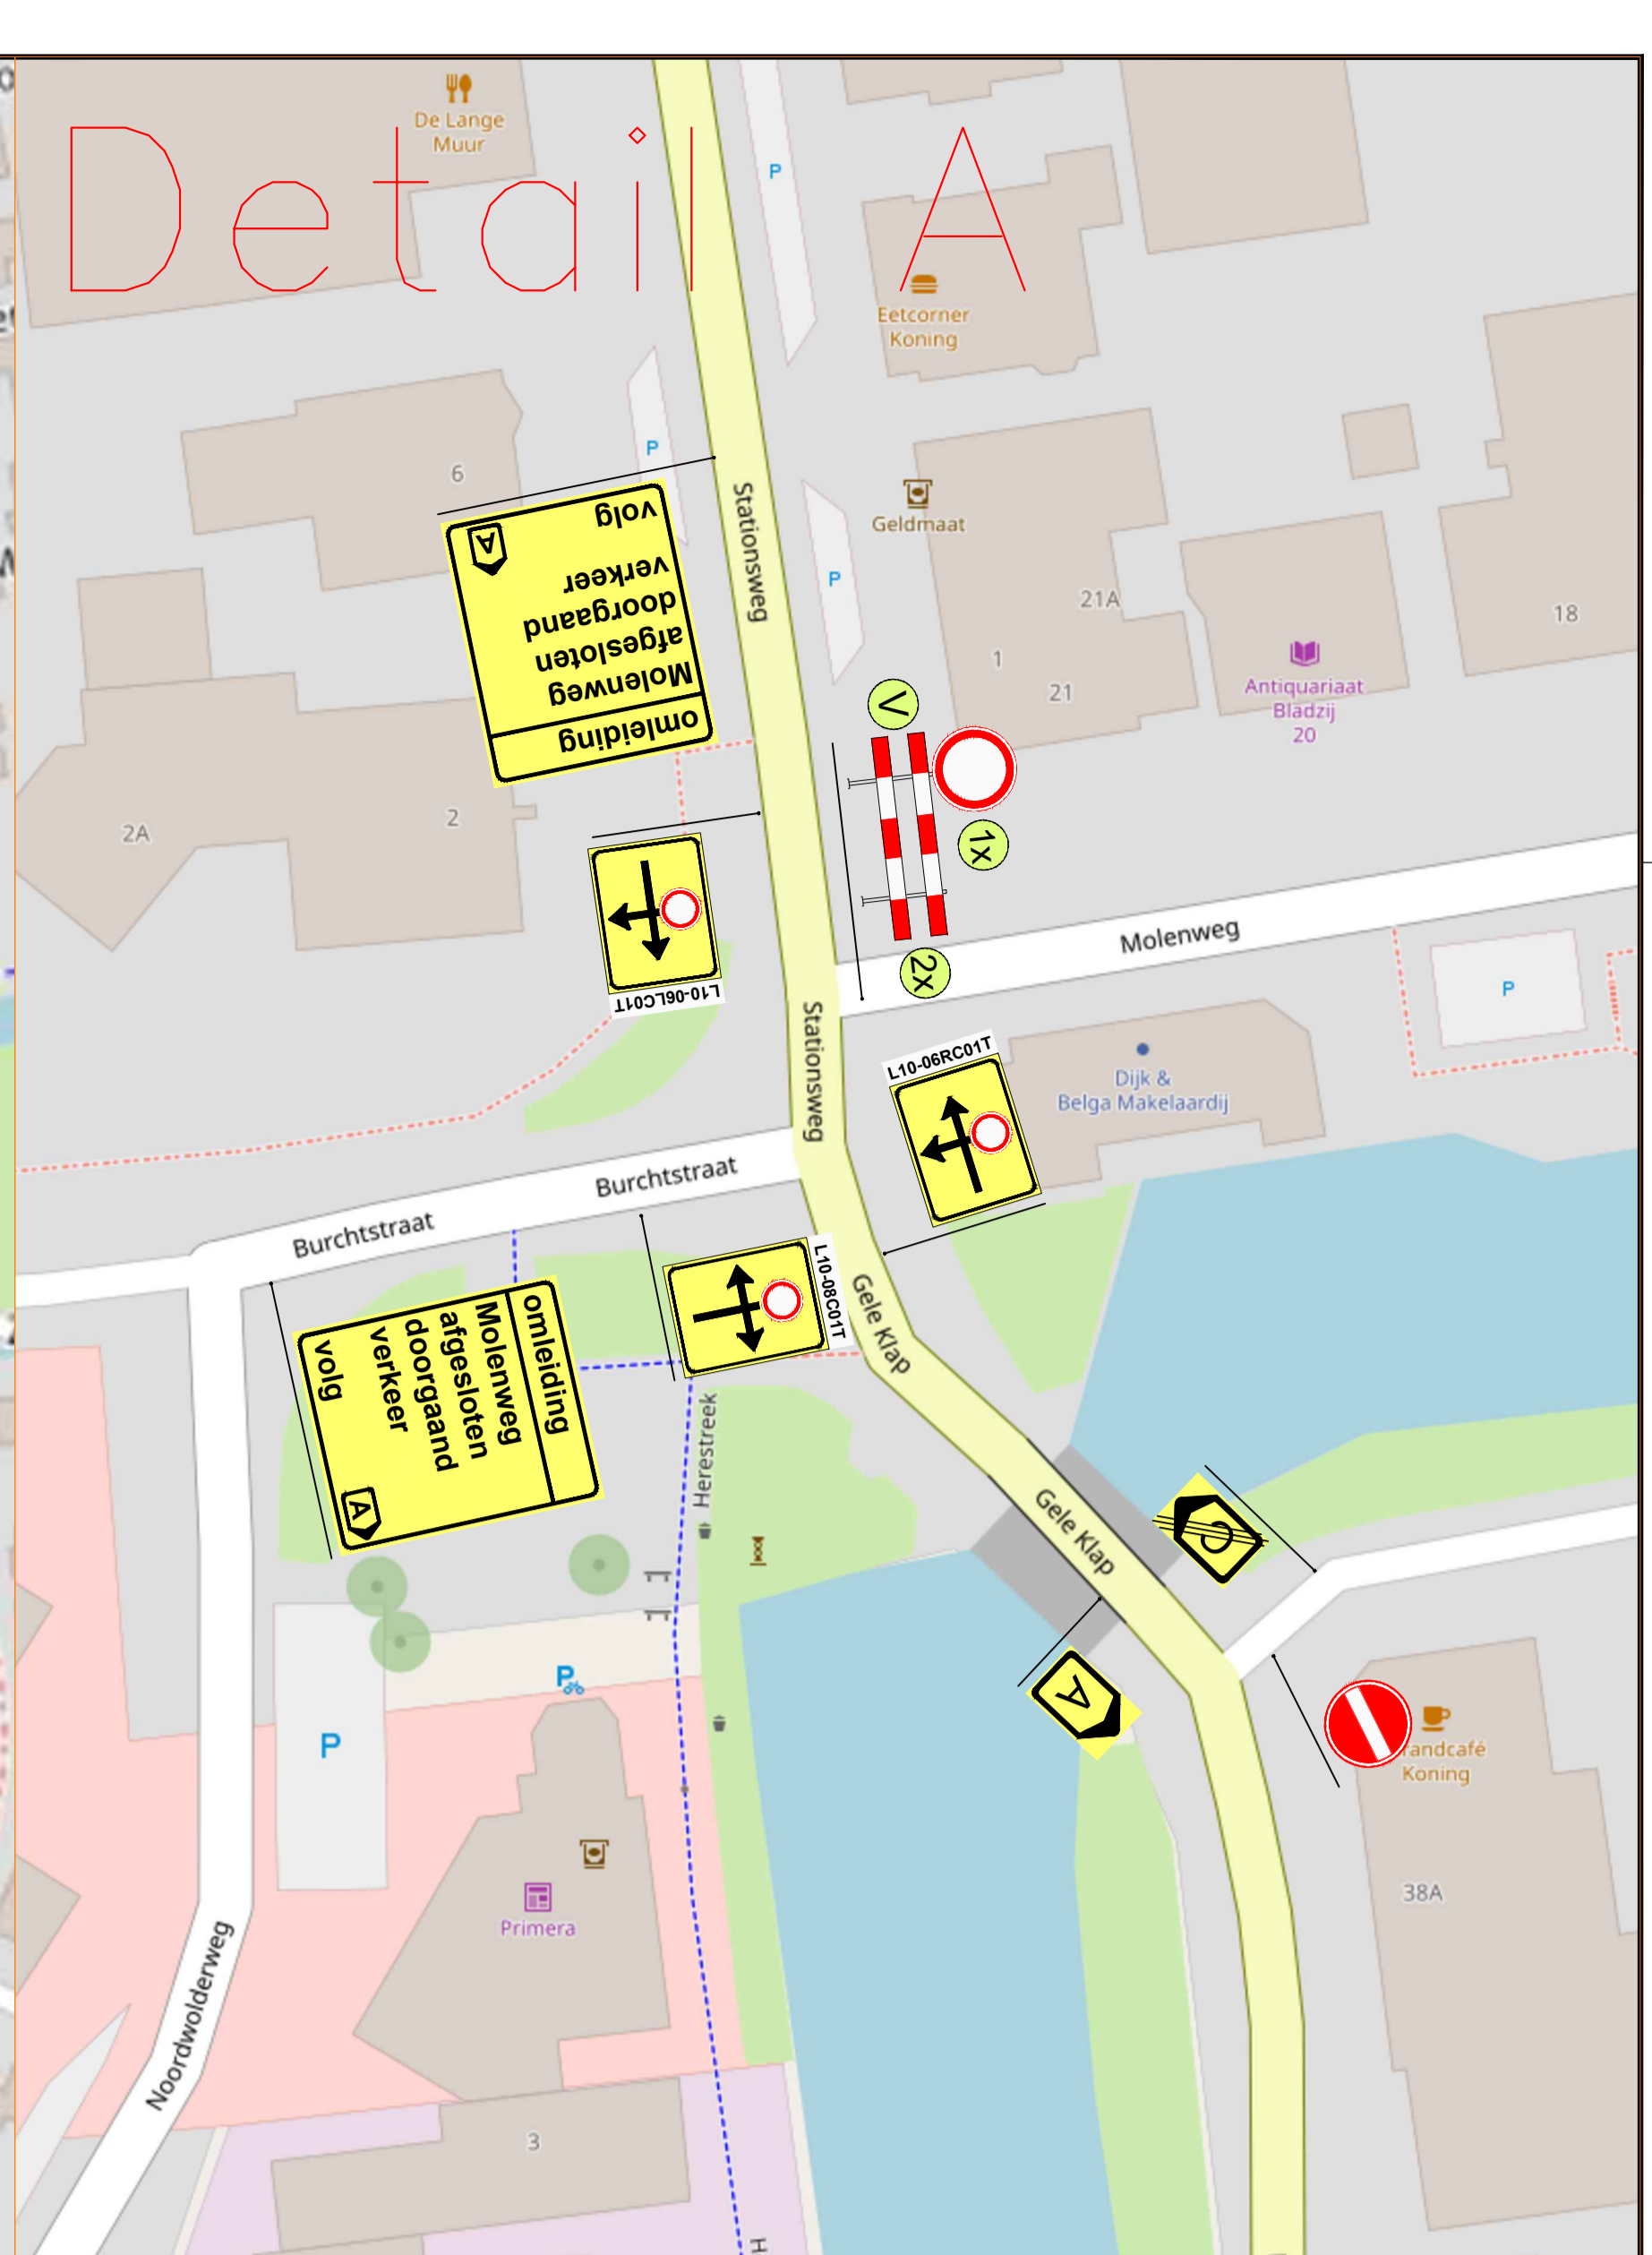 Detail A
De Lange
Muur
P
Eetcorner
Koning
P
6
Geldmaat
Stationsweg
P
21A
18
1
21
Antiquariaat
Bladzij
20
omleiding
Molenweg
afgesloten
doorgaand
verkeer
volg
A
V
1x
2x
2A
2
L10-06LC01T
Molenweg
P
Stationsweg
L10-06RC01T
Dijk &
Belga Makelaardij
Burchtstraat
Burchtstraat
L10-08C01T
Gele Klap
omleiding
Molenweg
afgesloten
doorgaand
verkeer
volg
A
Herestreek
Gele Klap
C
A
P
P
randcafé
Koning
38A
Primera
Noordwolderweg
3
H